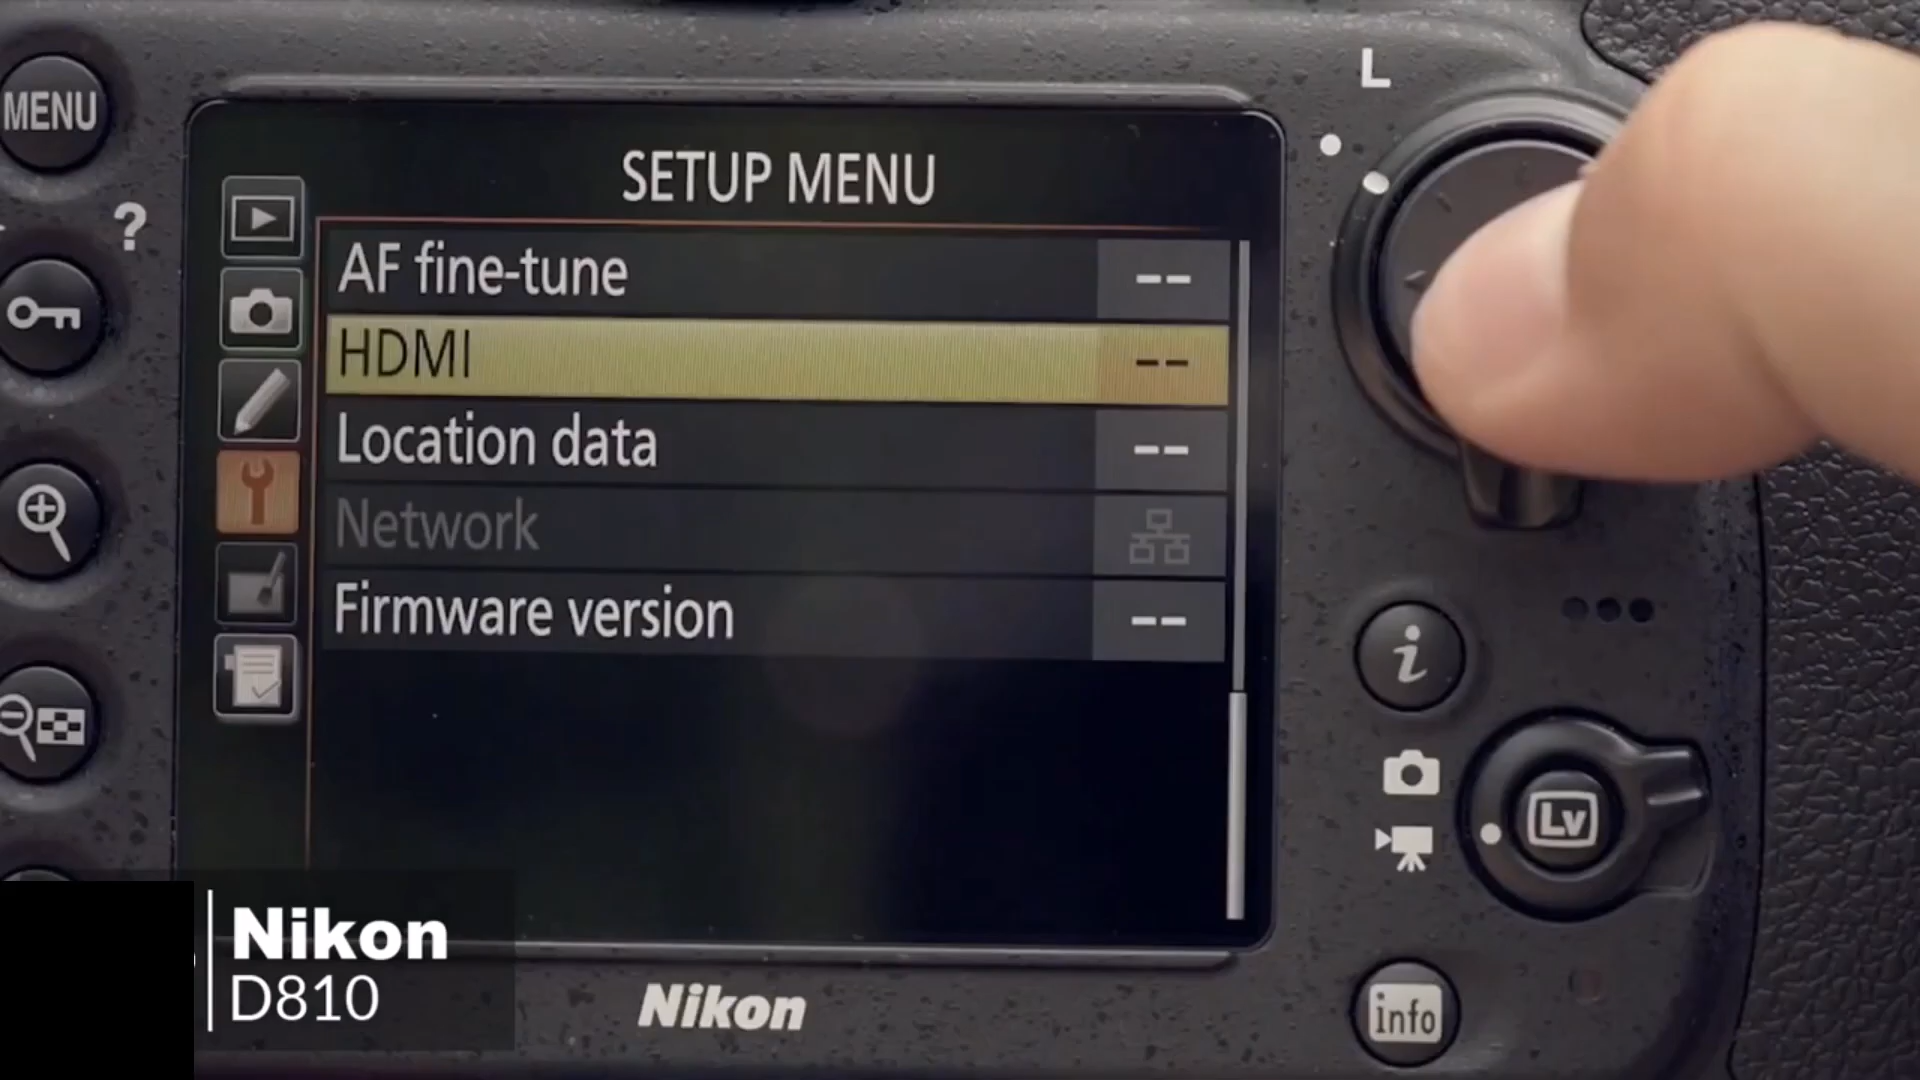 MENU
?
L
SETUP MENU
AF fine-tune --
HDMI --
Location data --
Network
Firmware version --
i
Lv
info
Nikon
D810
Nikon